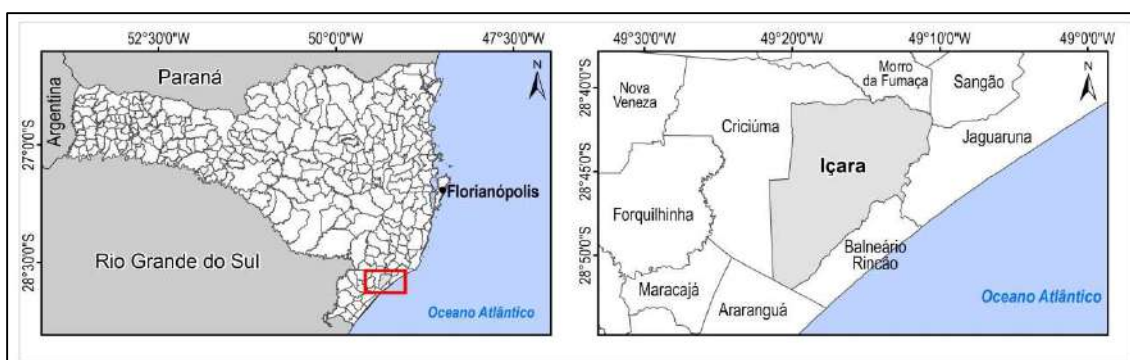 52°30'0"W 50°0'0"W 47°30'0"W
Argentina
Paraná
N
27°0'0"S
Florianópolis
Rio Grande do Sul
28°30'0"S
Oceano Atlântico
49°30'0"W 49°20'0"W 49°10'0"W 49°0'0"W
28°40'0"S
Nova
Veneza
Morro
da Fumaça
Sangão
N
Criciúma
Jaguaruna
28°45'0"S
Içara
Forquilhinha
28°50'0"S
Balneário
Rincão
Maracajá
Araranguá
Oceano Atlântico